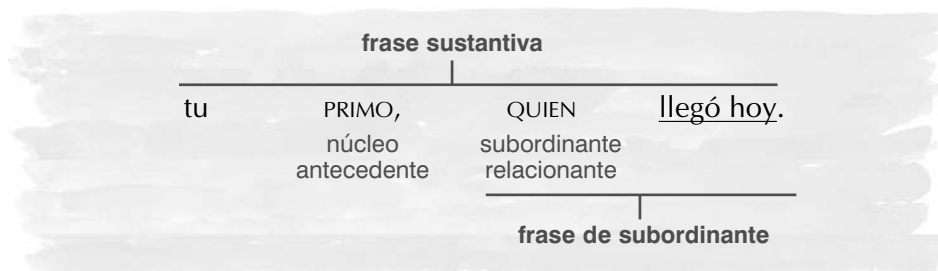 frase sustantiva
tu PRIMO, QUIEN llegó hoy.
núcleo subordinante
antecedente relacionante
frase de subordinante